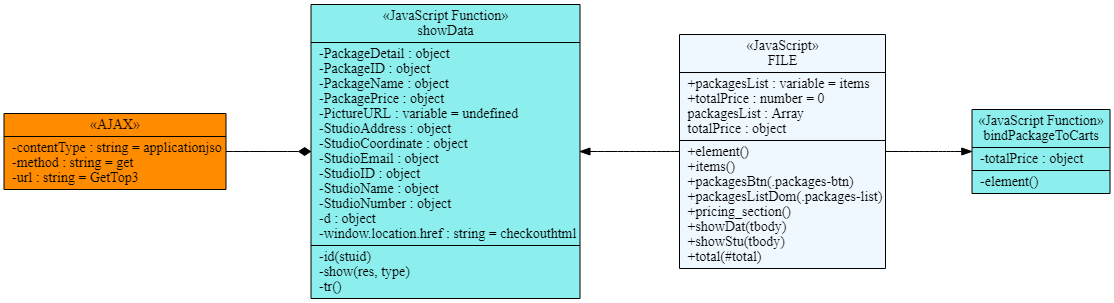 «AJAX»
-contentType : string = applicationjso
-method : string = get
-url : string = GetTop3
«JavaScript Function»
showData
-PackageDetail : object
-PackageID : object
-PackageName : object
-PackagePrice : object
-PictureURL : variable = undefined
-StudioAddress : object
-StudioCoordinate : object
-StudioEmail : object
-StudioID : object
-StudioName : object
-StudioNumber : object
-d : object
-window.location.href : string = checkouthtml
-id(stuid)
-show(res, type)
-tr()
«JavaScript»
FILE
+packagesList : variable = items
+totalPrice : number = 0
packagesList : Array
totalPrice : object
+element()
+items()
+packagesBtn(.packages-btn)
+packagesListDom(.packages-list)
+pricing_section()
+showDat(tbody)
+showStu(tbody)
+total(#total)
«JavaScript Function»
bindPackageToCarts
-totalPrice : object
-element()